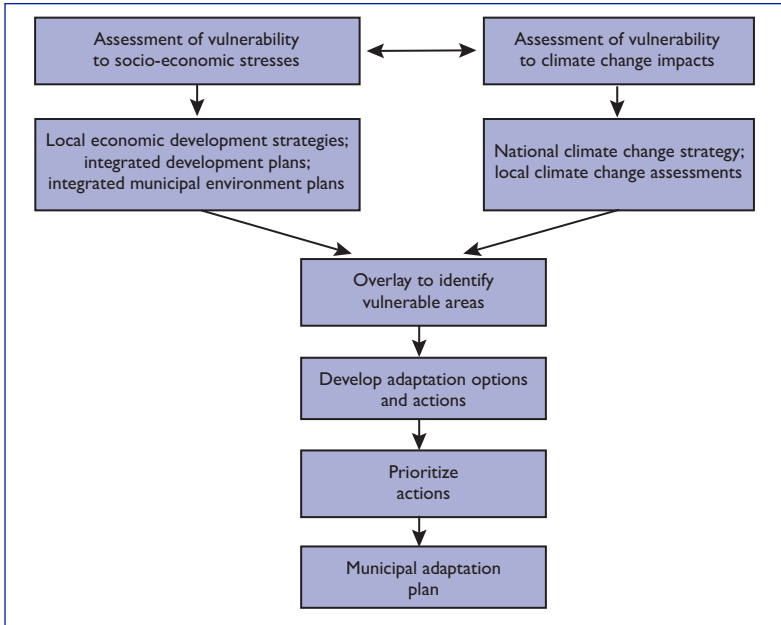 Assessment of vulnerability
to socio-economic stresses
Assessment of vulnerability
to climate change impacts
Local economic development strategies;
integrated development plans;
integrated municipal environment plans
National climate change strategy;
local climate change assessments
Overlay to identify
vulnerable areas
Develop adaptation options
and actions
Prioritize
actions
Municipal adaptation
plan